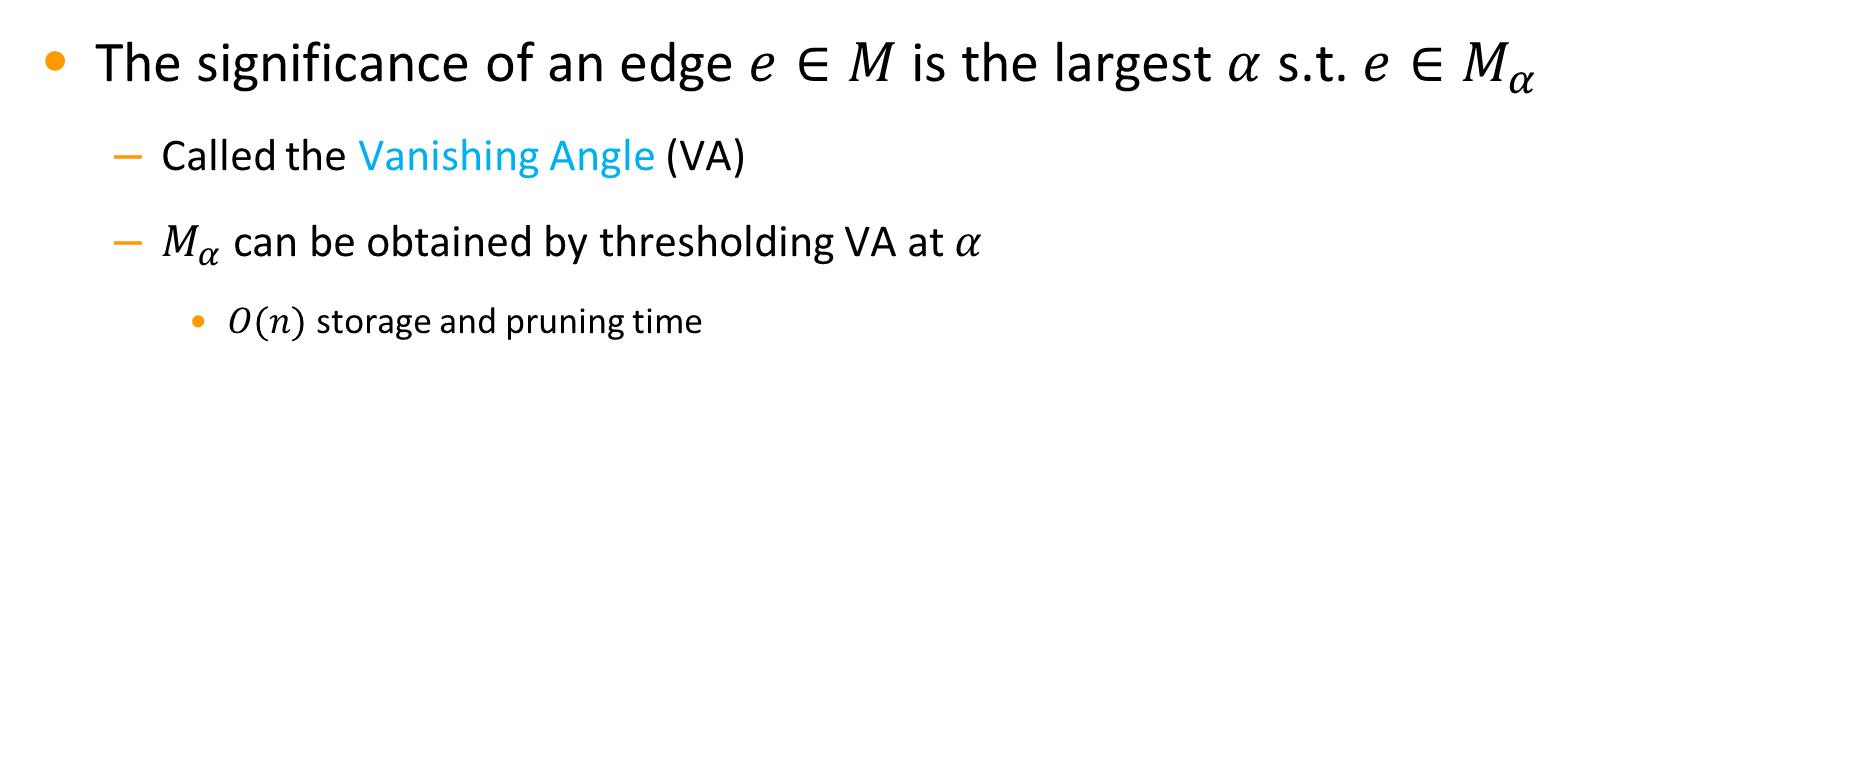 • The significance of an edge e ∈ M is the largest α s.t. e ∈ M_α
– Called the Vanishing Angle (VA)
– M_α can be obtained by thresholding VA at α
• O(n) storage and pruning time